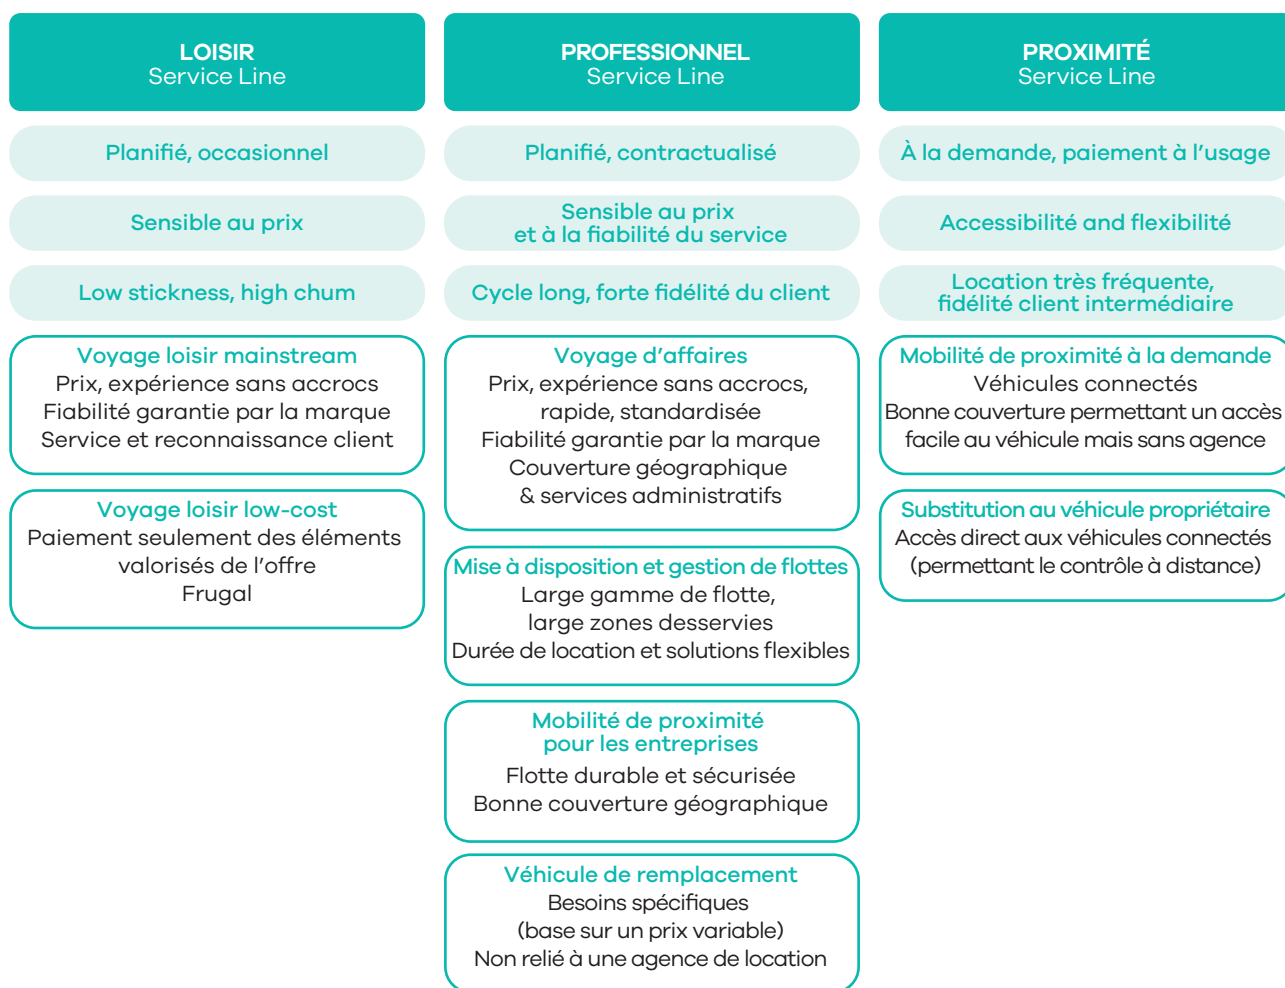 LOISIR
Service Line
Planifié, occasionnel
Sensible au prix
Low stickness, high chum
Voyage loisir mainstream
Prix, expérience sans accrocs
Fiabilité garantie par la marque
Service et reconnaissance client
Voyage loisir low-cost
Paiement seulement des éléments
valorisés de l'offre
Frugal
PROFESSIONNEL
Service Line
Planifié, contractualisé
Sensible au prix
et à la fiabilité du service
Cycle long, forte fidélité du client
Voyage d'affaires
Prix, expérience sans accrocs,
rapide, standardisée
Fiabilité garantie par la marque
Couverture géographique
& services administratifs
Mise à disposition et gestion de flottes
Large gamme de flotte,
large zones desservies
Durée de location et solutions flexibles
Mobilité de proximité
pour les entreprises
Flotte durable et sécurisée
Bonne couverture géographique
Véhicule de remplacement
Besoins spécifiques
(base sur un prix variable)
Non relié à une agence de location
PROXIMITÉ
Service Line
À la demande, paiement à l'usage
Accessibilité and flexibilité
Location très fréquente,
fidélité client intermédiaire
Mobilité de proximité à la demande
Véhicules connectés
Bonne couverture permettant un accès
facile au véhicule mais sans agence
Substitution au véhicule propriétaire
Accès direct aux véhicules connectés
(permettant le contrôle à distance)